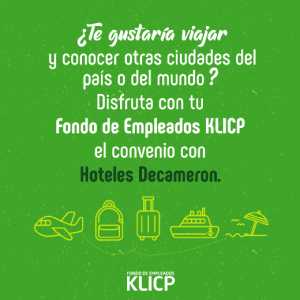 ¿Te gustaría viajar
y conocer otras ciudades del
país o del mundo?
Disfruta con tu
Fondo de Empleados KLICP
el convenio con
Hoteles Decameron.
FONDO DE EMPLEADOS
KLICP